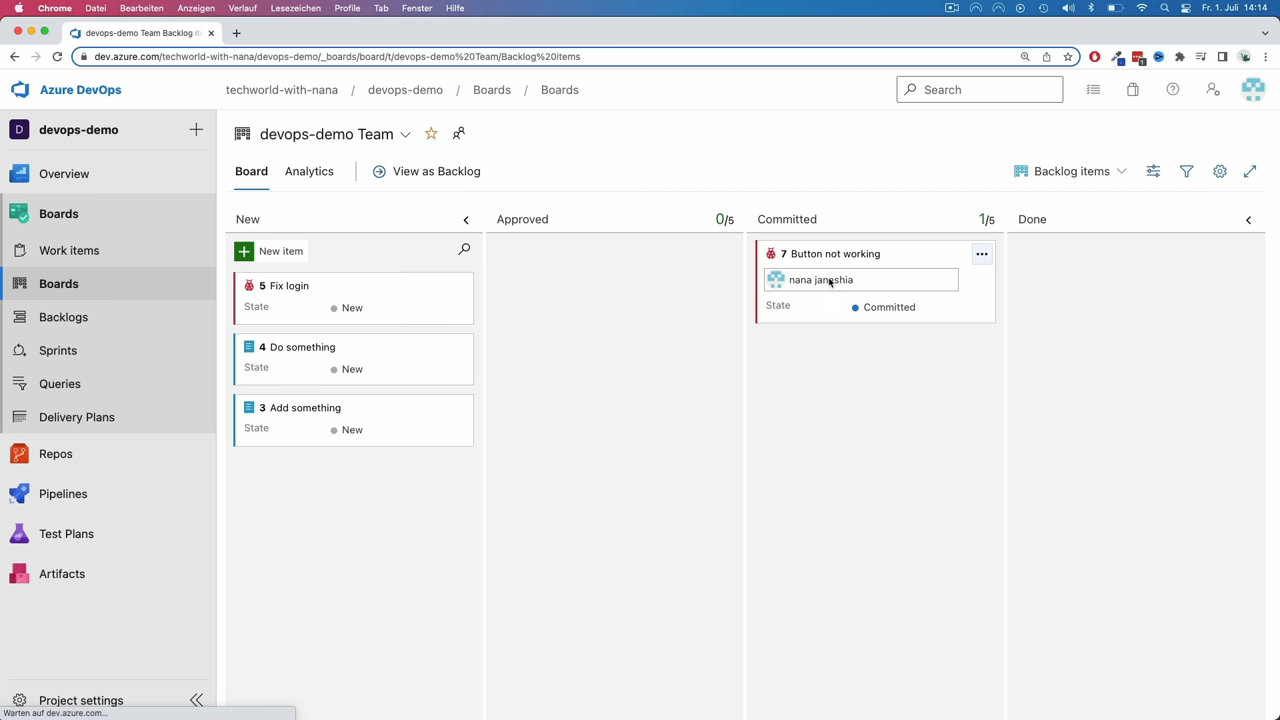 Chrome Datei Bearbeiten Anzeigen Verlauf Lesezeichen Profile Tab Fenster Hilfe Fr. 1. Juli 14:14
devops-demo Team Backlog it
dev.azure.com/techworld-with-nana/devops-demo/_boards/board/t/devops-demo%20Team/Backlog%20items
Azure DevOps techworld-with-nana / devops-demo / Boards / Boards Search
D devops-demo
Overview
Boards
Work items
Boards
Backlogs
Sprints
Queries
Delivery Plans
Repos
Pipelines
Test Plans
Artifacts
Project settings
Warten auf dev.azure.com...
devops-demo Team
Board Analytics View as Backlog Backlog items
New Approved 0/5 Committed 1/5 Done
New item
5 Fix login
State New
4 Do something
State New
3 Add something
State New
7 Button not working
nana janashia
State Committed